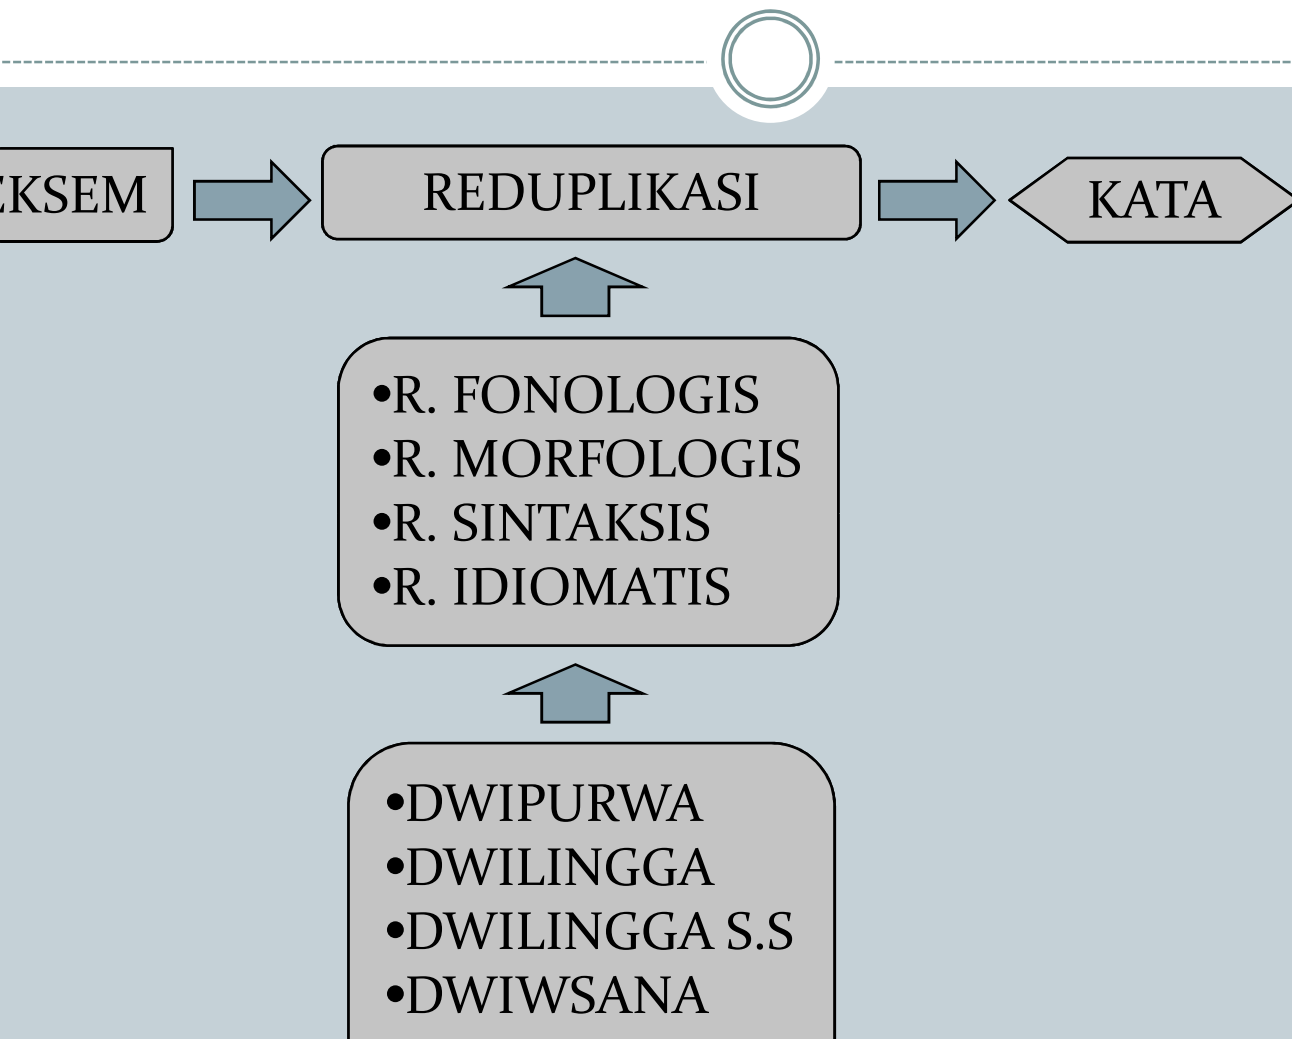 EKSEM
REDUPLIKASI
KATA
•R. FONOLOGIS
•R. MORFOLOGIS
•R. SINTAKSIS
•R. IDIOMATIS
•DWIPURWA
•DWILINGGA
•DWILINGGA S.S
•DWIWSANA